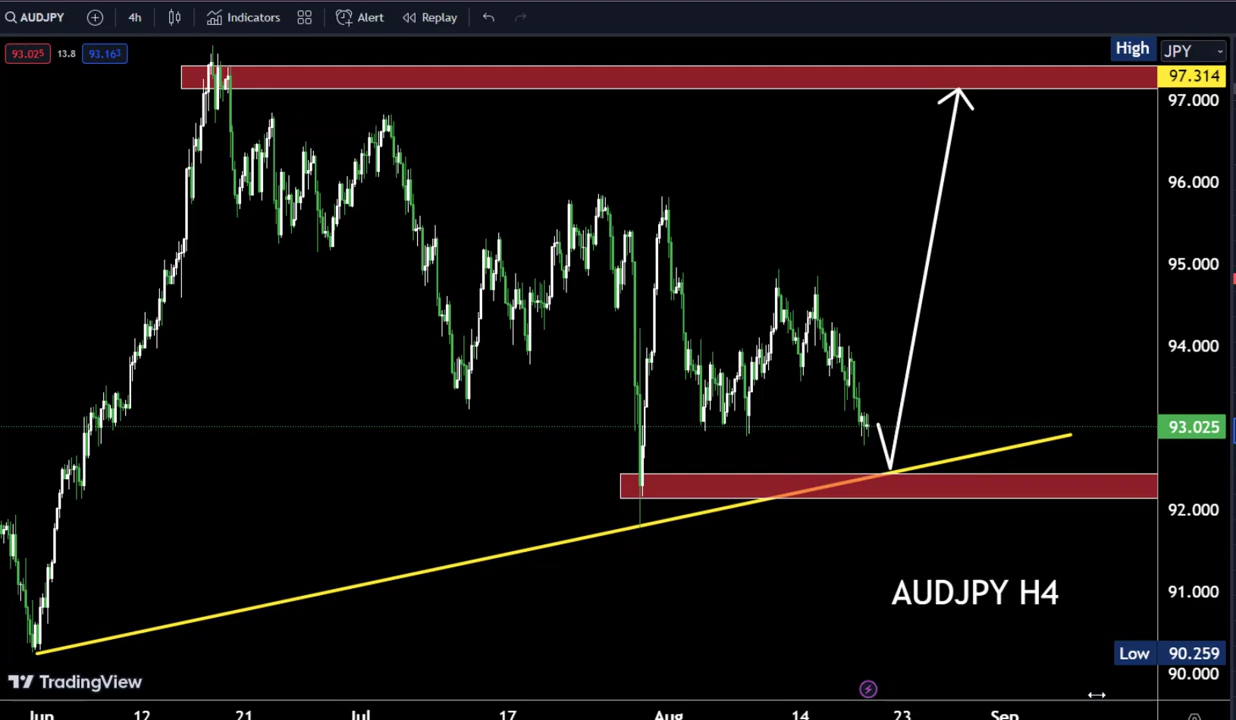 AUDJPY 4h Indicators Alert Replay
93.025 13.8 93.163
High JPY
97.314
97.000
96.000
95.000
94.000
93.025
92.000
91.000
AUDJPY H4
Low 90.259
90.000
TradingView
Jun 12 21 Jul 17 Aug 14 23 Sep